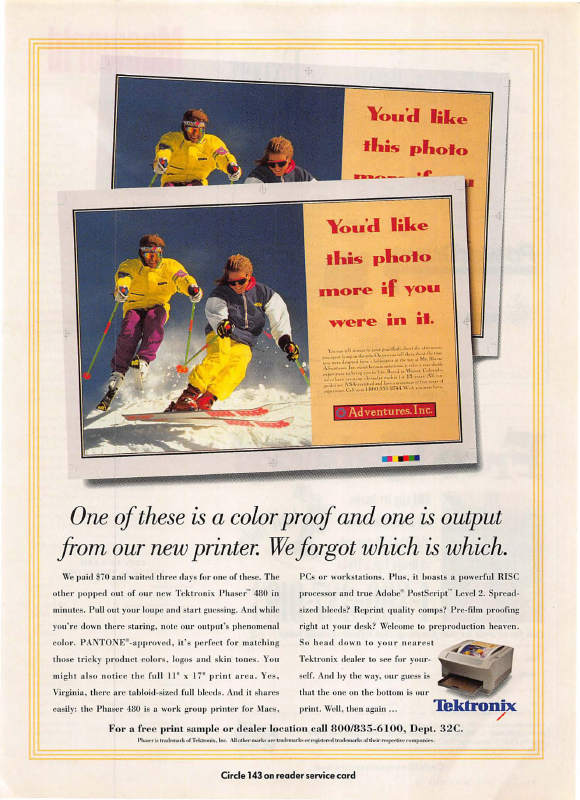 You'd like
this photo
You'd like
this photo
more if you
were in it.
Adventures, Inc.
One of these is a color proof and one is output
from our new printer. We forgot which is which.
We paid $70 and waited three days for one of these. The
other popped out of our new Tektronix Phaser™ 480 in
minutes. Pull out your loupe and start guessing. And while
you're down there staring, note our output's phenomenal
color. PANTONE®-approved, it's perfect for matching
those tricky product colors, logos and skin tones. You
might also notice the full 11" x 17" print area. Yes,
Virginia, there are tabloid-sized full bleeds. And it shares
easily: the Phaser 480 is a work group printer for Macs,
PCs or workstations. Plus, it boasts a powerful RISC
processor and true Adobe® PostScript™ Level 2. Spread-
sized bleeds? Reprint quality comps? Pre-film proofing
right at your desk? Welcome to preproduction heaven.
So head down to your nearest
Tektronix dealer to see for your-
self. And by the way, our guess is
that the one on the bottom is our
print. Well, then again ...
Tektronix
For a free print sample or dealer location call 800/835-6100, Dept. 32C.
Phaser is trademark of Tektronix, Inc. All other marks are trademarks or registered trademarks of their respective companies.
Circle 143 on reader service card